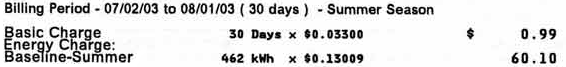 Billing Period - 07/02/03 to 08/01/03 ( 30 days )  - Summer Season
Basic Charge 30 Days x $0.03300 $ 0.99
Energy Charge:
Baseline-Summer 462 kWh x $0.13009 60.10